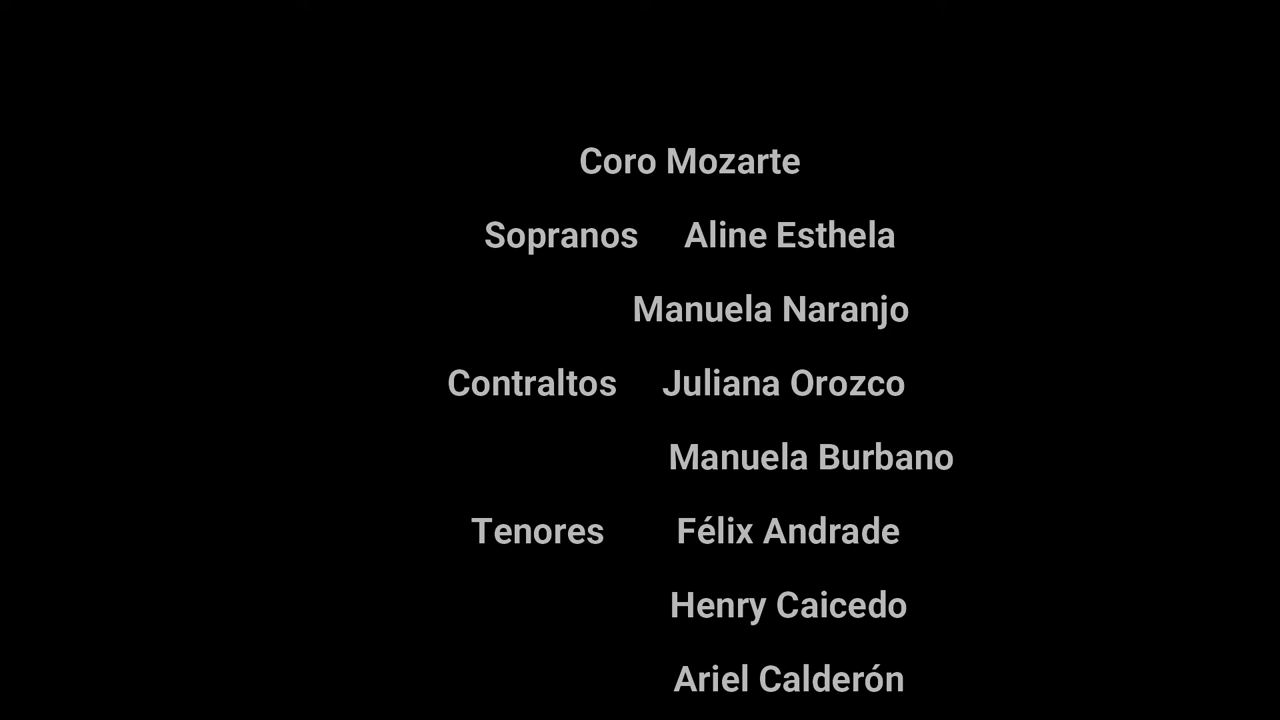 Coro Mozarte
Sopranos Aline Esthela
Manuela Naranjo
Contraltos Juliana Orozco
Manuela Burbano
Tenores Félix Andrade
Henry Caicedo
Ariel Calderón